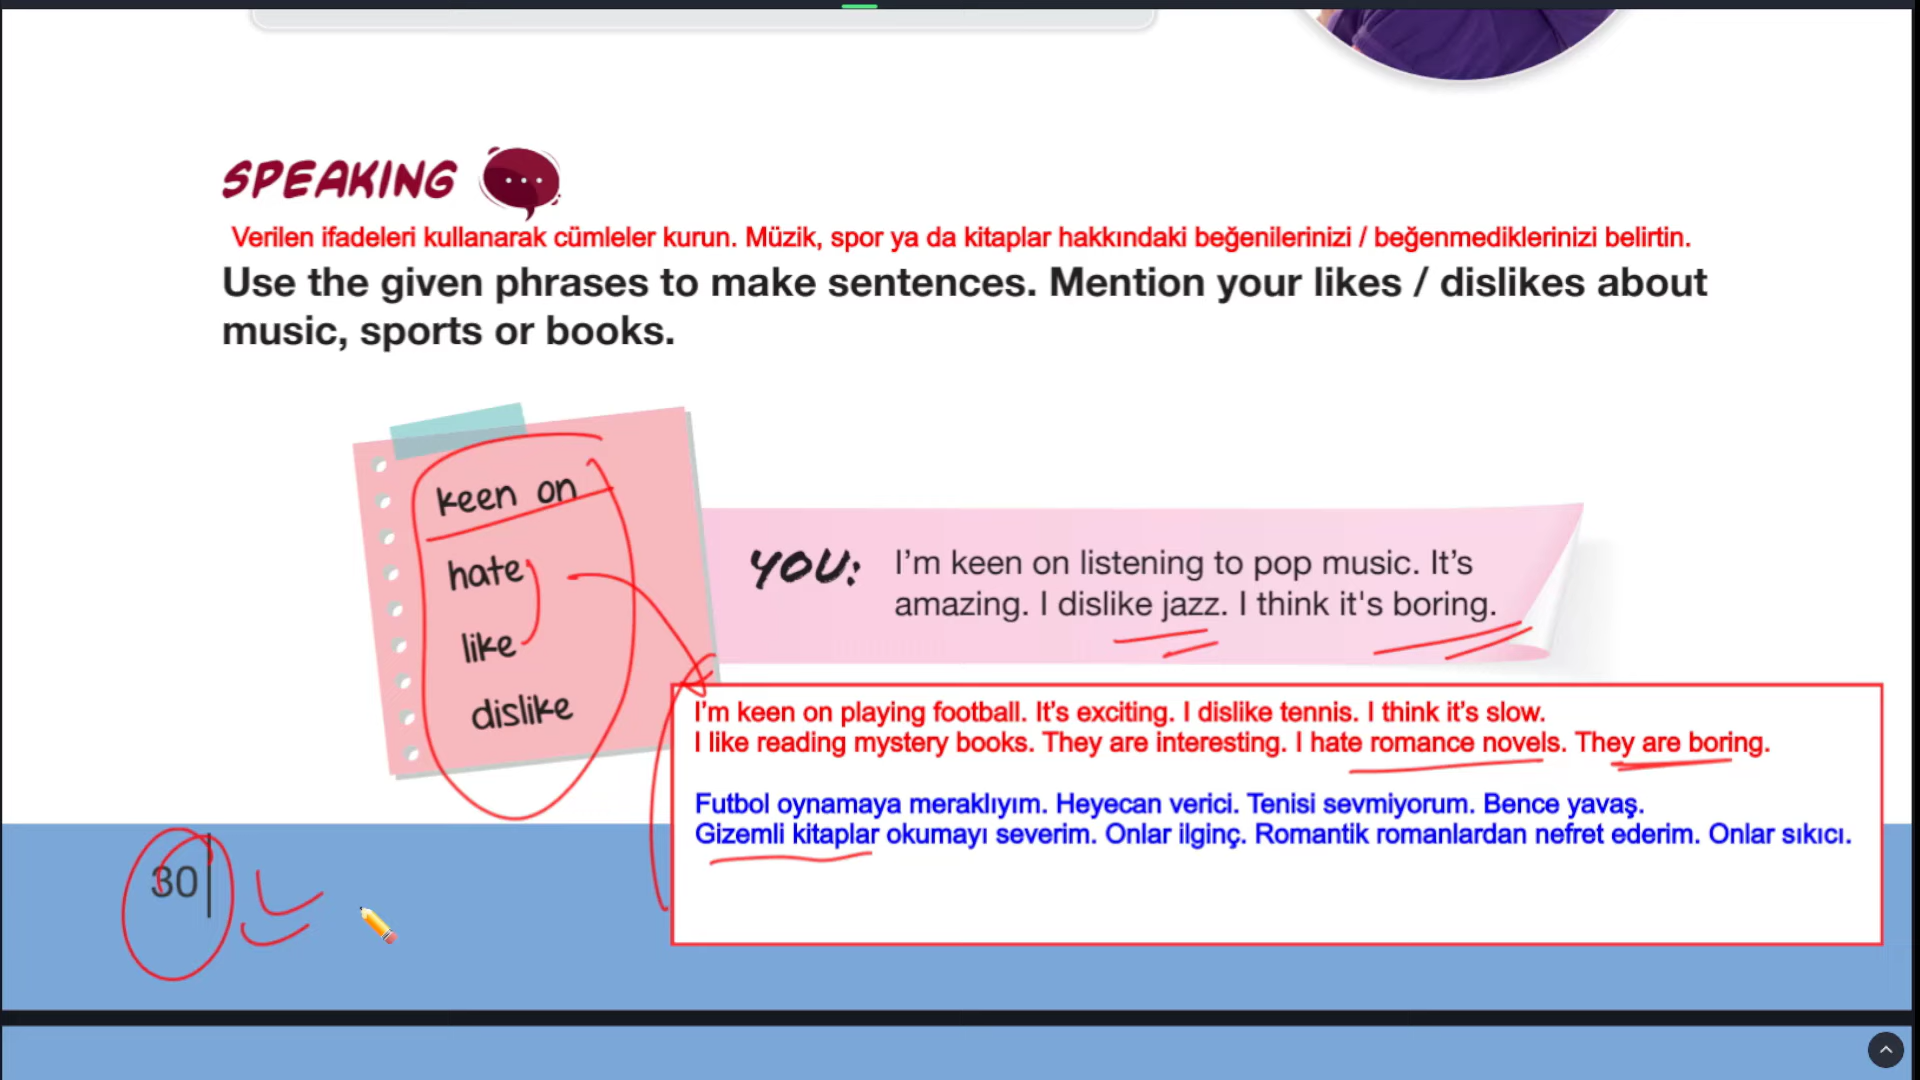 SPEAKING
Verilen ifadeleri kullanarak cümleler kurun. Müzik, spor ya da kitaplar hakkındaki beğenilerinizi / beğenmediklerinizi belirtin.
Use the given phrases to make sentences. Mention your likes / dislikes about
music, sports or books.
keen on
hate
like
dislike
YOU:
I'm keen on listening to pop music. It's
amazing. I dislike jazz. I think it's boring.
I'm keen on playing football. It's exciting. I dislike tennis. I think it's slow.
I like reading mystery books. They are interesting. I hate romance novels. They are boring.
Futbol oynamaya meraklıyım. Heyecan verici. Tenisi sevmiyorum. Bence yavaş.
Gizemli kitaplar okumayı severim. Onlar ilginç. Romantik romanlardan nefret ederim. Onlar sıkıcı.
30